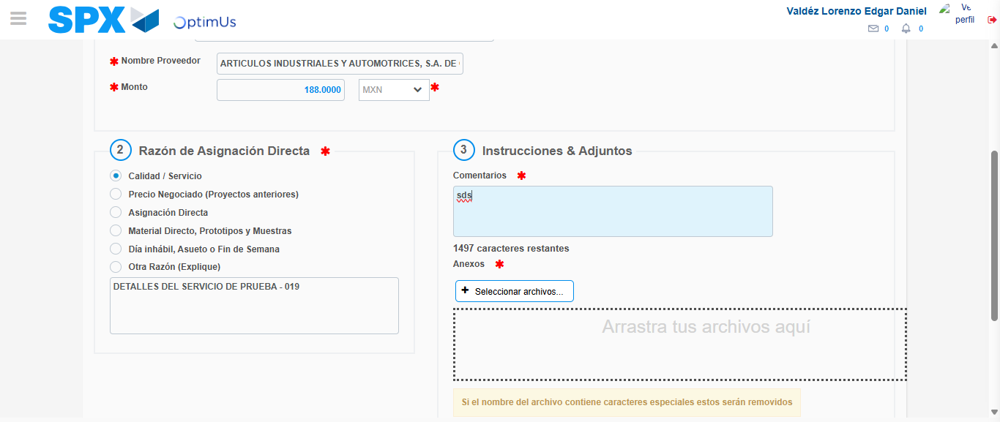 SPX
OptimUs
Valdéz Lorenzo Edgar Daniel
Ve
perfil
0
0
* Nombre Proveedor
ARTICULOS INDUSTRIALES Y AUTOMOTRICES, S.A. DE
* Monto
188.0000
MXN
*
2
Razón de Asignación Directa *
Calidad / Servicio
Precio Negociado (Proyectos anteriores)
Asignación Directa
Material Directo, Prototipos y Muestras
Día inhábil, Asueto o Fin de Semana
Otra Razón (Explique)
DETALLES DEL SERVICIO DE PRUEBA - 019
3
Instrucciones & Adjuntos
Comentarios *
sds
1497 caracteres restantes
Anexos *
+ Seleccionar archivos...
Arrastra tus archivos aquí
Si el nombre del archivo contiene caracteres especiales estos serán removidos